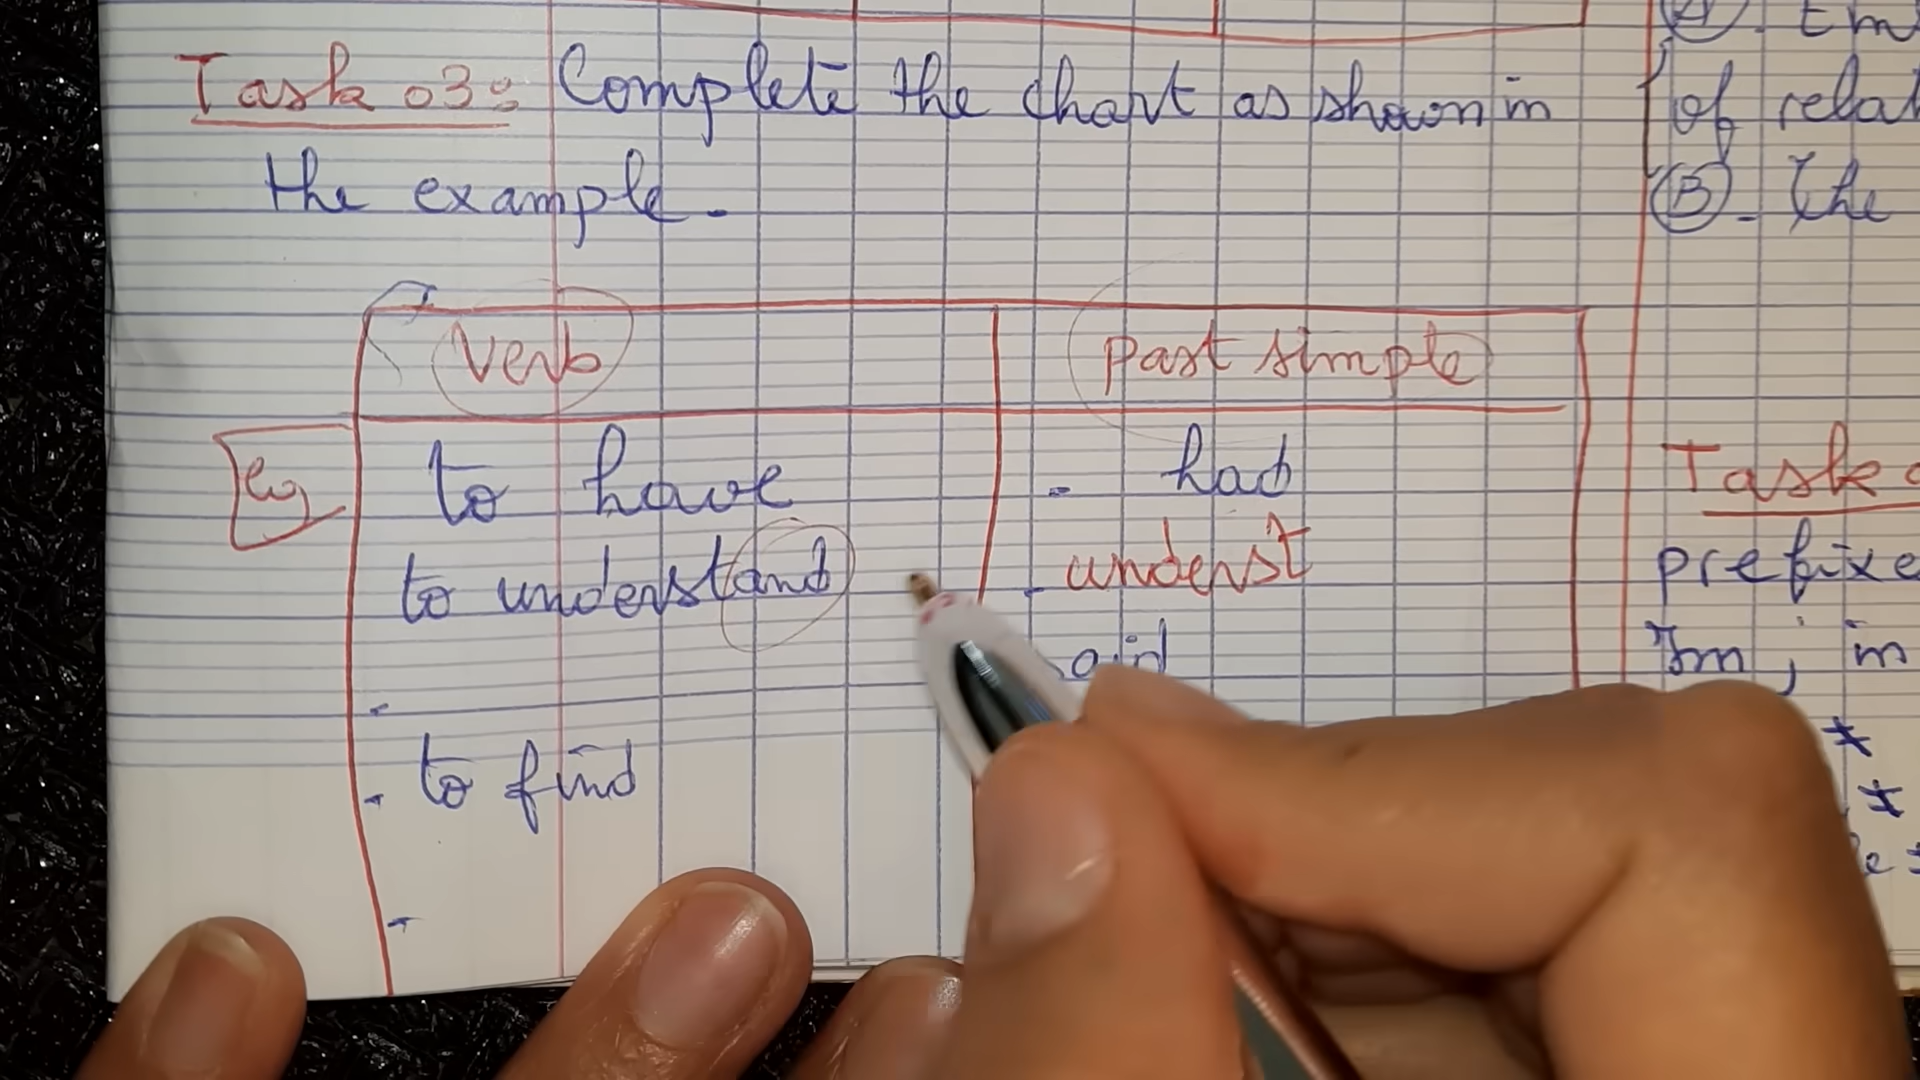 Task 03: Complete the chart as shown in
the example.
Verb
past simple
eg
to have
- had
to understand
- underst
-
- to find
-
A. Im
of relat
B. The
Task
prefixe
Im, in
*
*